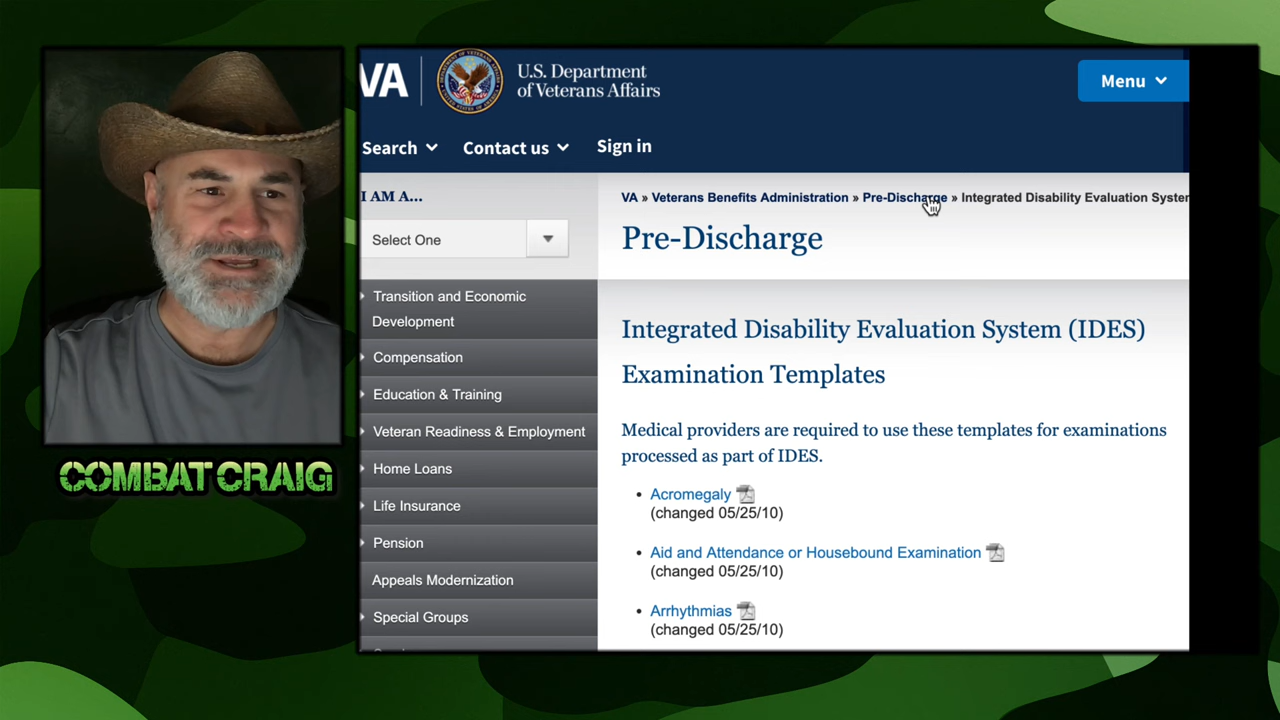 COMBAT CRAIG
VA
U.S. Department
of Veterans Affairs
Menu
Search
Contact us
Sign in
I AM A...
Select One
Transition and Economic
Development
Compensation
Education & Training
Veteran Readiness & Employment
Home Loans
Life Insurance
Pension
Appeals Modernization
Special Groups
VA » Veterans Benefits Administration » Pre-Discharge » Integrated Disability Evaluation System
Pre-Discharge
Integrated Disability Evaluation System (IDES)
Examination Templates
Medical providers are required to use these templates for examinations
processed as part of IDES.
• Acromegaly
(changed 05/25/10)
• Aid and Attendance or Housebound Examination
(changed 05/25/10)
• Arrhythmias
(changed 05/25/10)